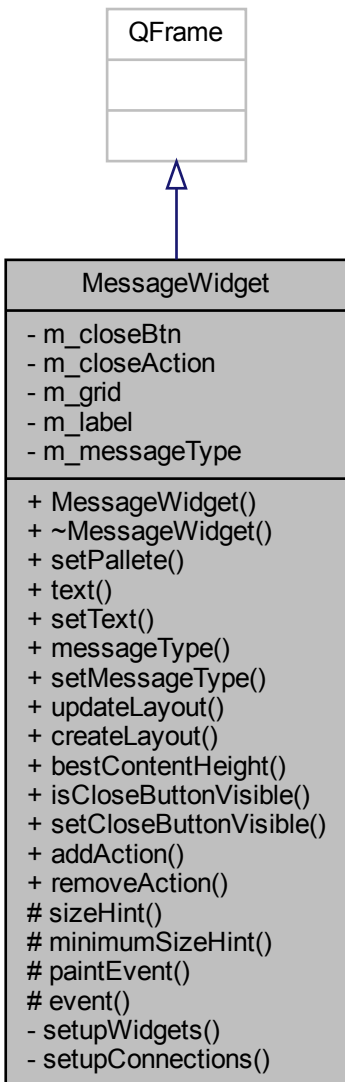 QFrame
MessageWidget
- m_closeBtn
- m_closeAction
- m_grid
- m_label
- m_messageType
+ MessageWidget()
+ ~MessageWidget()
+ setPallete()
+ text()
+ setText()
+ messageType()
+ setMessageType()
+ updateLayout()
+ createLayout()
+ bestContentHeight()
+ isCloseButtonVisible()
+ setCloseButtonVisible()
+ addAction()
+ removeAction()
# sizeHint()
# minimumSizeHint()
# paintEvent()
# event()
- setupWidgets()
- setupConnections()